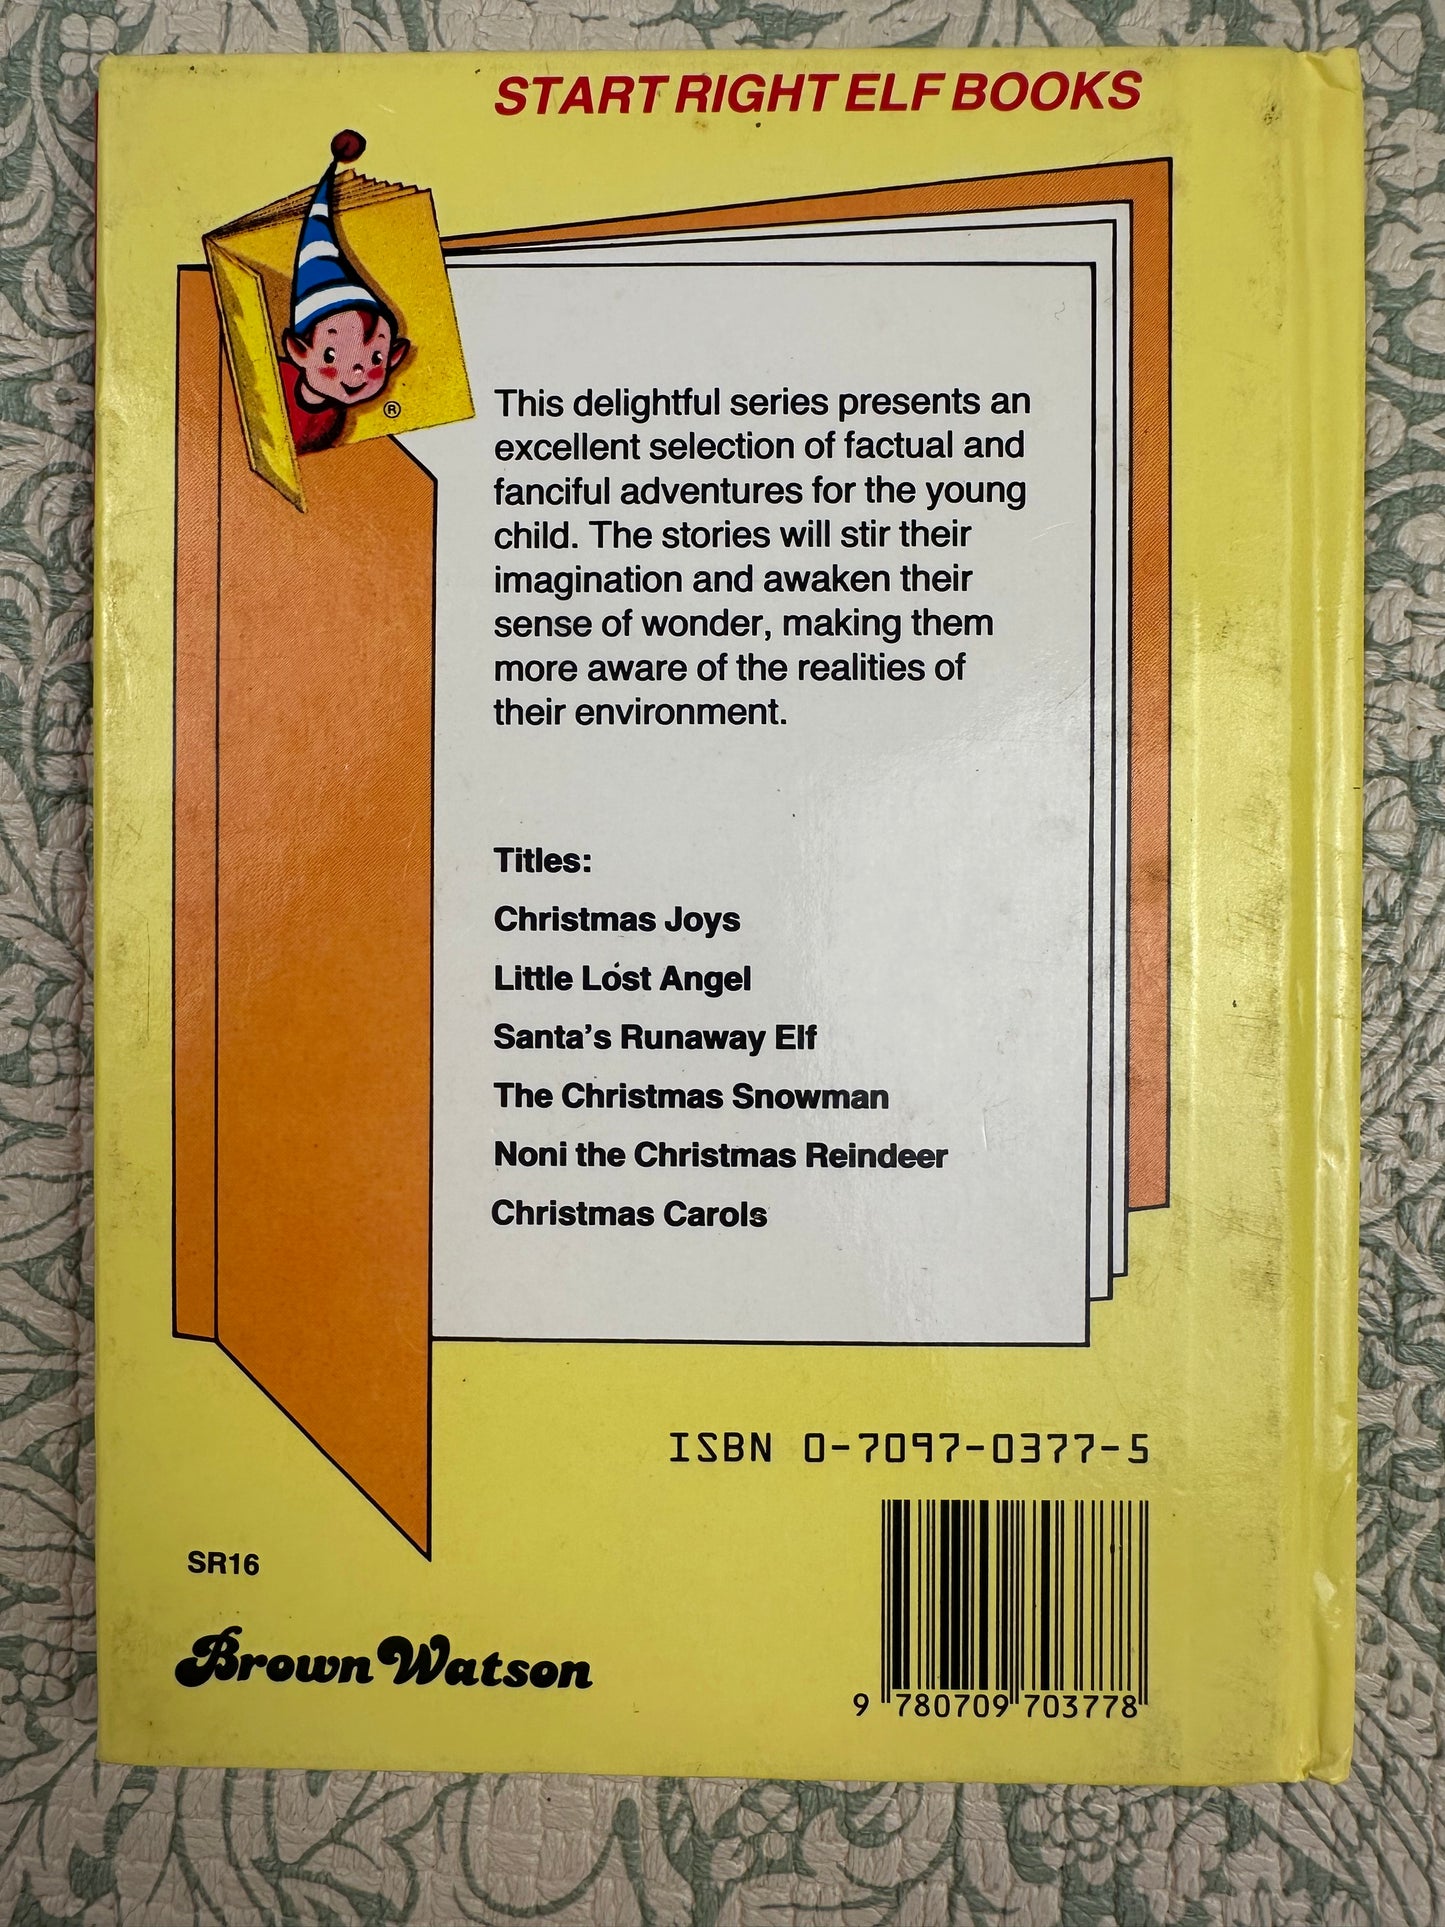 START RIGHT ELF BOOKS
®
This delightful series presents an
excellent selection of factual and
fanciful adventures for the young
child. The stories will stir their
imagination and awaken their
sense of wonder, making them
more aware of the realities of
their environment.
Titles:
Christmas Joys
Little Lost Angel
Santa's Runaway Elf
The Christmas Snowman
Noni the Christmas Reindeer
Christmas Carols
ISBN 0-7097-0377-5
SR16
Brown Watson
9 780709 703778